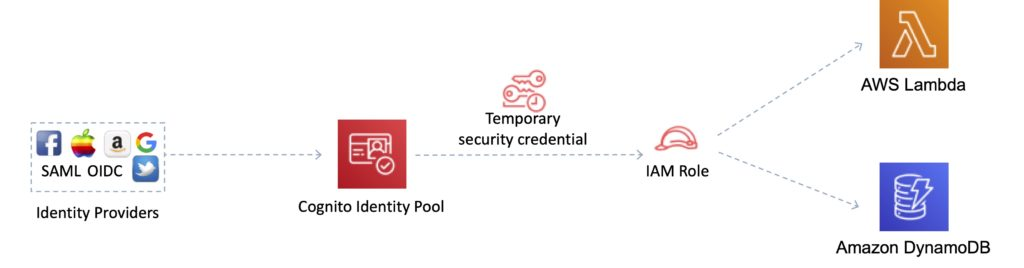 SAML OIDC
Identity Providers
Cognito Identity Pool
Temporary
security credential
IAM Role
AWS Lambda
Amazon DynamoDB